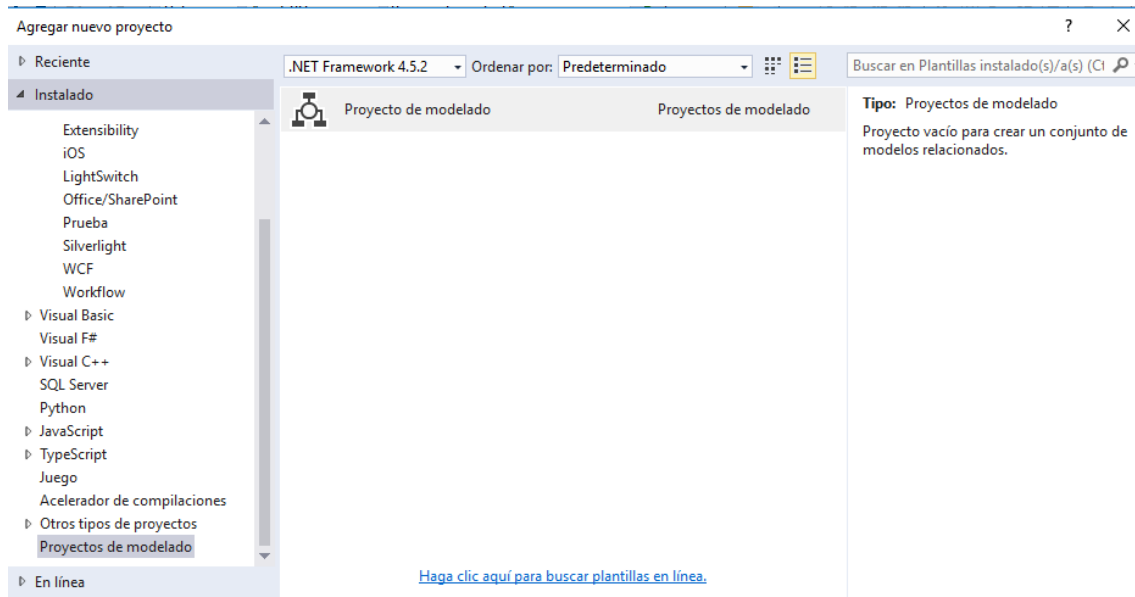 Agregar nuevo proyecto
?
Reciente
.NET Framework 4.5.2 Ordenar por: Predeterminado
Buscar en Plantillas instalado(s)/a(s) (Ct
Instalado
Extensibility
iOS
LightSwitch
Office/SharePoint
Prueba
Silverlight
WCF
Workflow
Visual Basic
Visual F#
Visual C++
SQL Server
Python
JavaScript
TypeScript
Juego
Acelerador de compilaciones
Otros tipos de proyectos
Proyectos de modelado
En línea
Proyecto de modelado Proyectos de modelado
Haga clic aquí para buscar plantillas en línea.
Tipo: Proyectos de modelado
Proyecto vacío para crear un conjunto de
modelos relacionados.